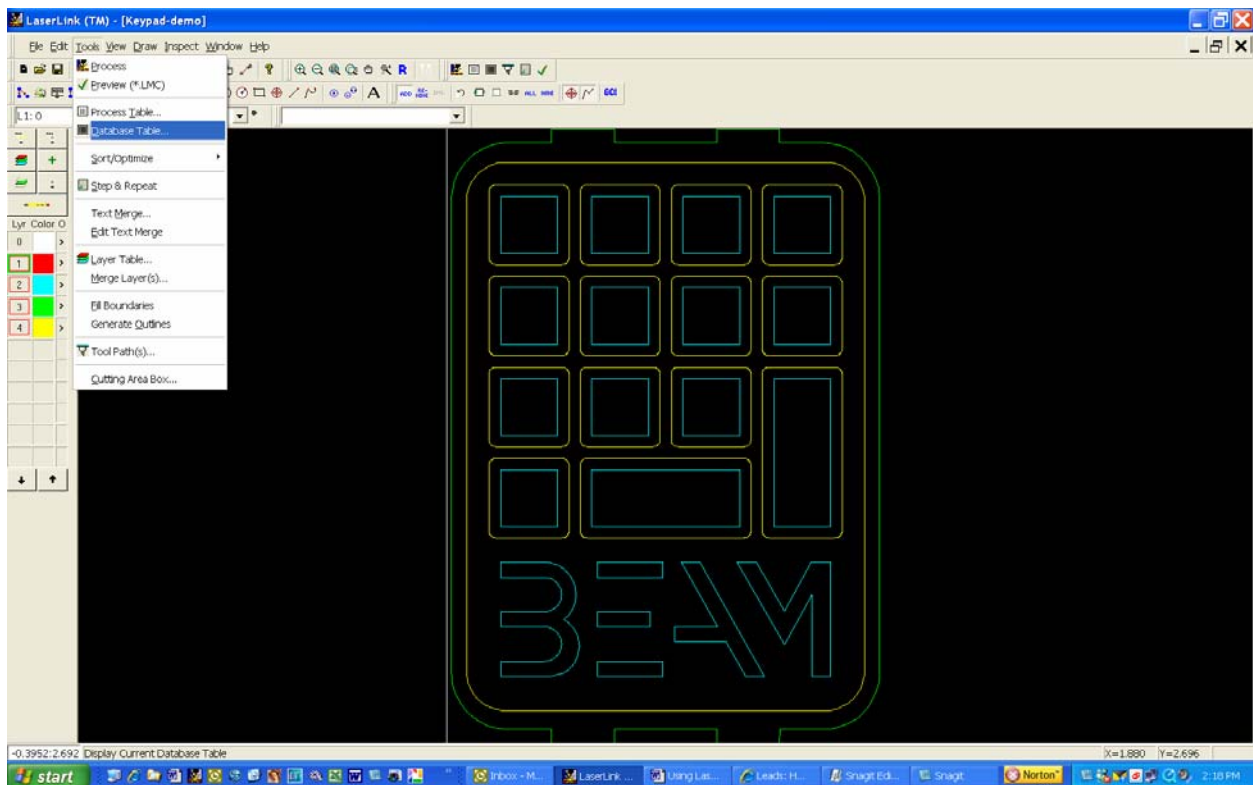 LaserLink (TM) - [Keypad-demo]
File Edit Tools View Draw Inspect Window Help
R
A
GO!
L1: 0
Process
Preview (*.LMC)
Process Table...
Database Table...
Sort/Optimize
Step & Repeat
Text Merge...
Edit Text Merge
Layer Table...
Merge Layer(s)...
Fill Boundaries
Generate Outlines
Tool Path(s)...
Cutting Area Box...
Lyr Color O
0
1
2
3
4
BEAM
-0.3952:2.692 Display Current Database Table X=1.880 Y=2.696
start Inbox - M... LaserLink ... Using Las... Leads: H... SnagIt Edi... SnagIt Norton™ 2:18 PM